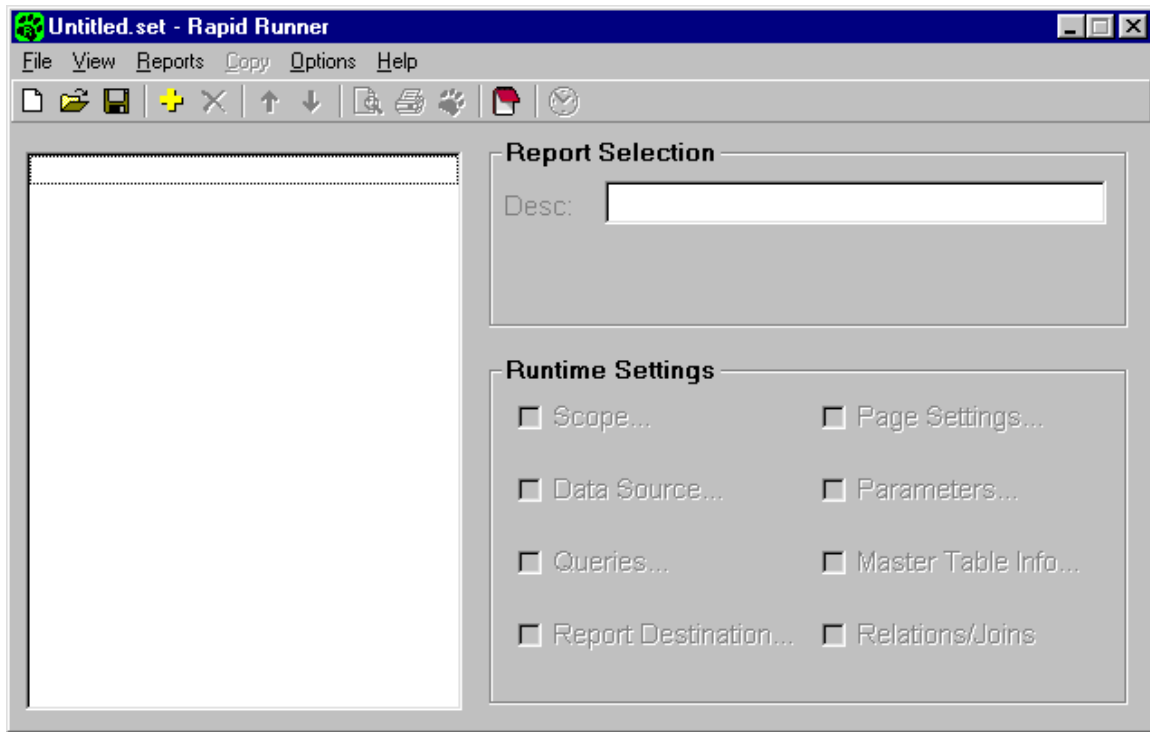 Untitled.set - Rapid Runner
File View Reports Copy Options Help
Report Selection
Desc:
Runtime Settings
Scope... Page Settings...
Data Source... Parameters...
Queries... Master Table Info...
Report Destination... Relations/Joins